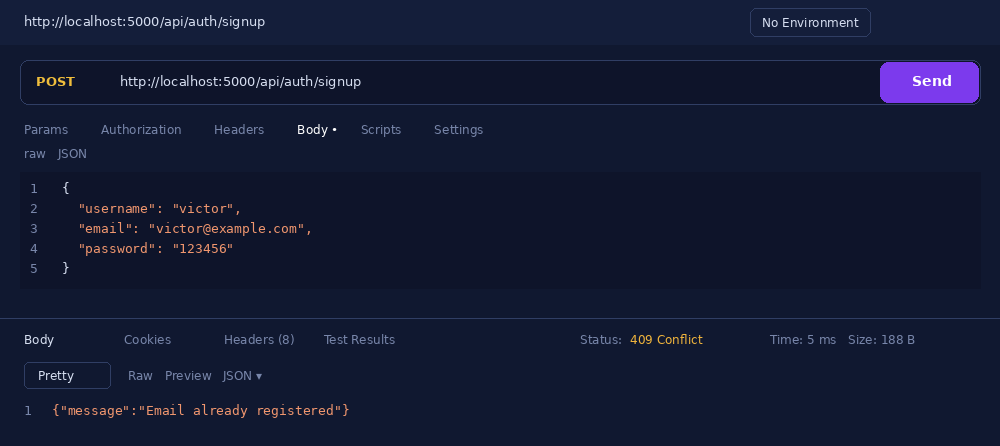 http://localhost:5000/api/auth/signup No Environment
POST http://localhost:5000/api/auth/signup Send
Params Authorization Headers Body • Scripts Settings
raw JSON
1 {
2 "username": "victor",
3 "email": "victor@example.com",
4 "password": "123456"
5 }
Body Cookies Headers (8) Test Results Status: 409 Conflict Time: 5 ms Size: 188 B
Pretty Raw Preview JSON ▾
1 {"message":"Email already registered"}